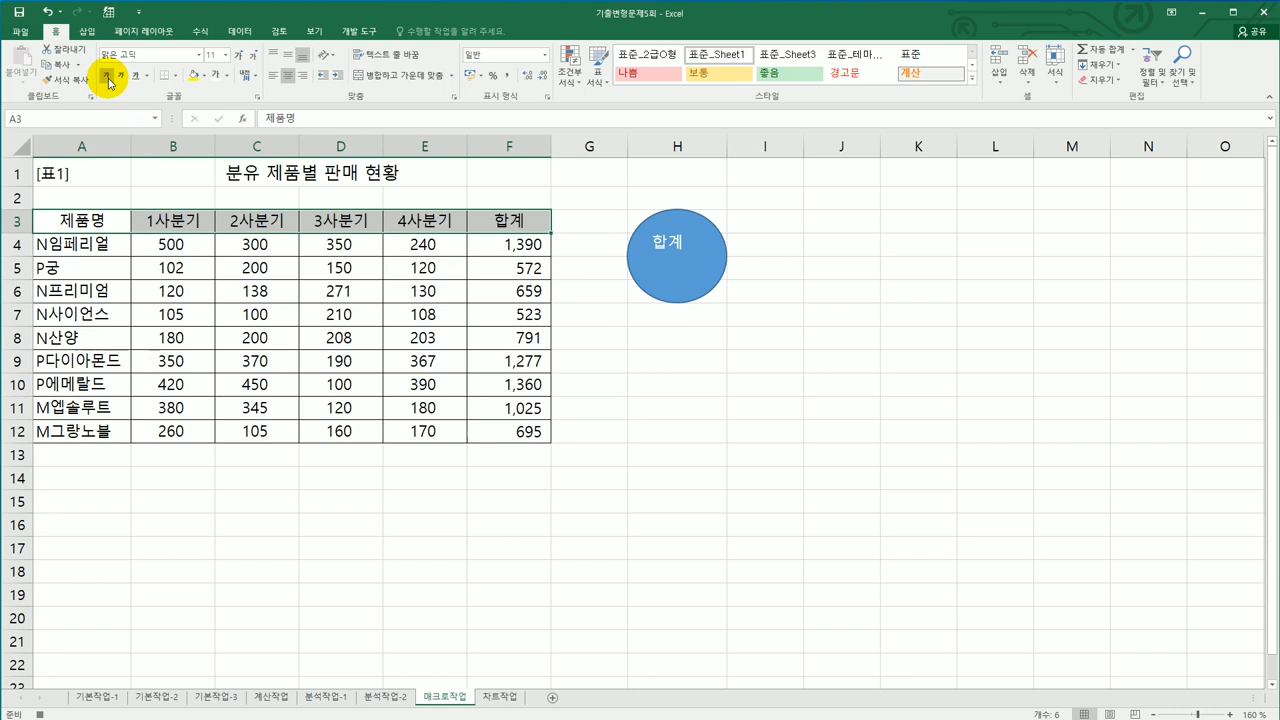 기출변형문제5회 - Excel
파일 홈 삽입 페이지 레이아웃 수식 데이터 검토 보기 개발 도구 수행할 작업을 알려 주세요. 공유
붙여넣기 잘라내기 복사 서식 복사 클립보드
맑은 고딕 11 가 가 가 글꼴
텍스트 줄 바꿈 병합하고 가운데 맞춤 맞춤
일반 % 표시 형식
조건부 서식 표 서식 표준_2급0형 표준_Sheet1 표준_Sheet3 표준_테마... 표준
나쁨 보통 좋음 경고문 계산
스타일
삽입 삭제 서식 셀
자동 합계 채우기 지우기 정렬 및 필터 찾기 및 선택 편집
A3 fx 제품명
A B C D E F G H I J K L M N O
1 [표1] 분유 제품별 판매 현황
2
3 제품명 1사분기 2사분기 3사분기 4사분기 합계
4 N임페리얼 500 300 350 240 1,390
합계
5 P궁 102 200 150 120 572
6 N프리미엄 120 138 271 130 659
7 N사이언스 105 100 210 108 523
8 N산양 180 200 208 203 791
9 P다이아몬드 350 370 190 367 1,277
10 P에메랄드 420 450 100 390 1,360
11 M엡솔루트 380 345 120 180 1,025
12 M그랑노블 260 105 160 170 695
13
14
15
16
17
18
19
20
21
22
23
기본작업-1 기본작업-2 기본작업-3 계산작업 분석작업-1 분석작업-2 매크로작업 차트작업
준비 개수: 6 160 %